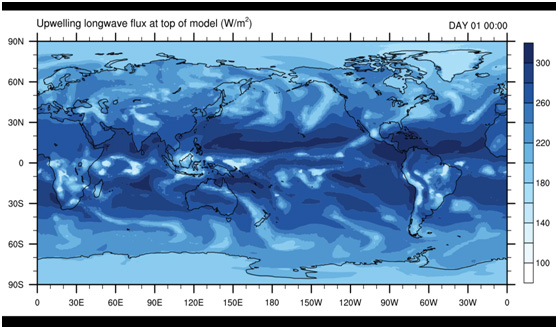 Upwelling longwave flux at top of model (W/m²)
DAY 01 00:00
90N
60N
30N
0
30S
60S
90S
0 30E 60E 90E 120E 150E 180 150W 120W 90W 60W 30W 0
300
260
220
180
140
100